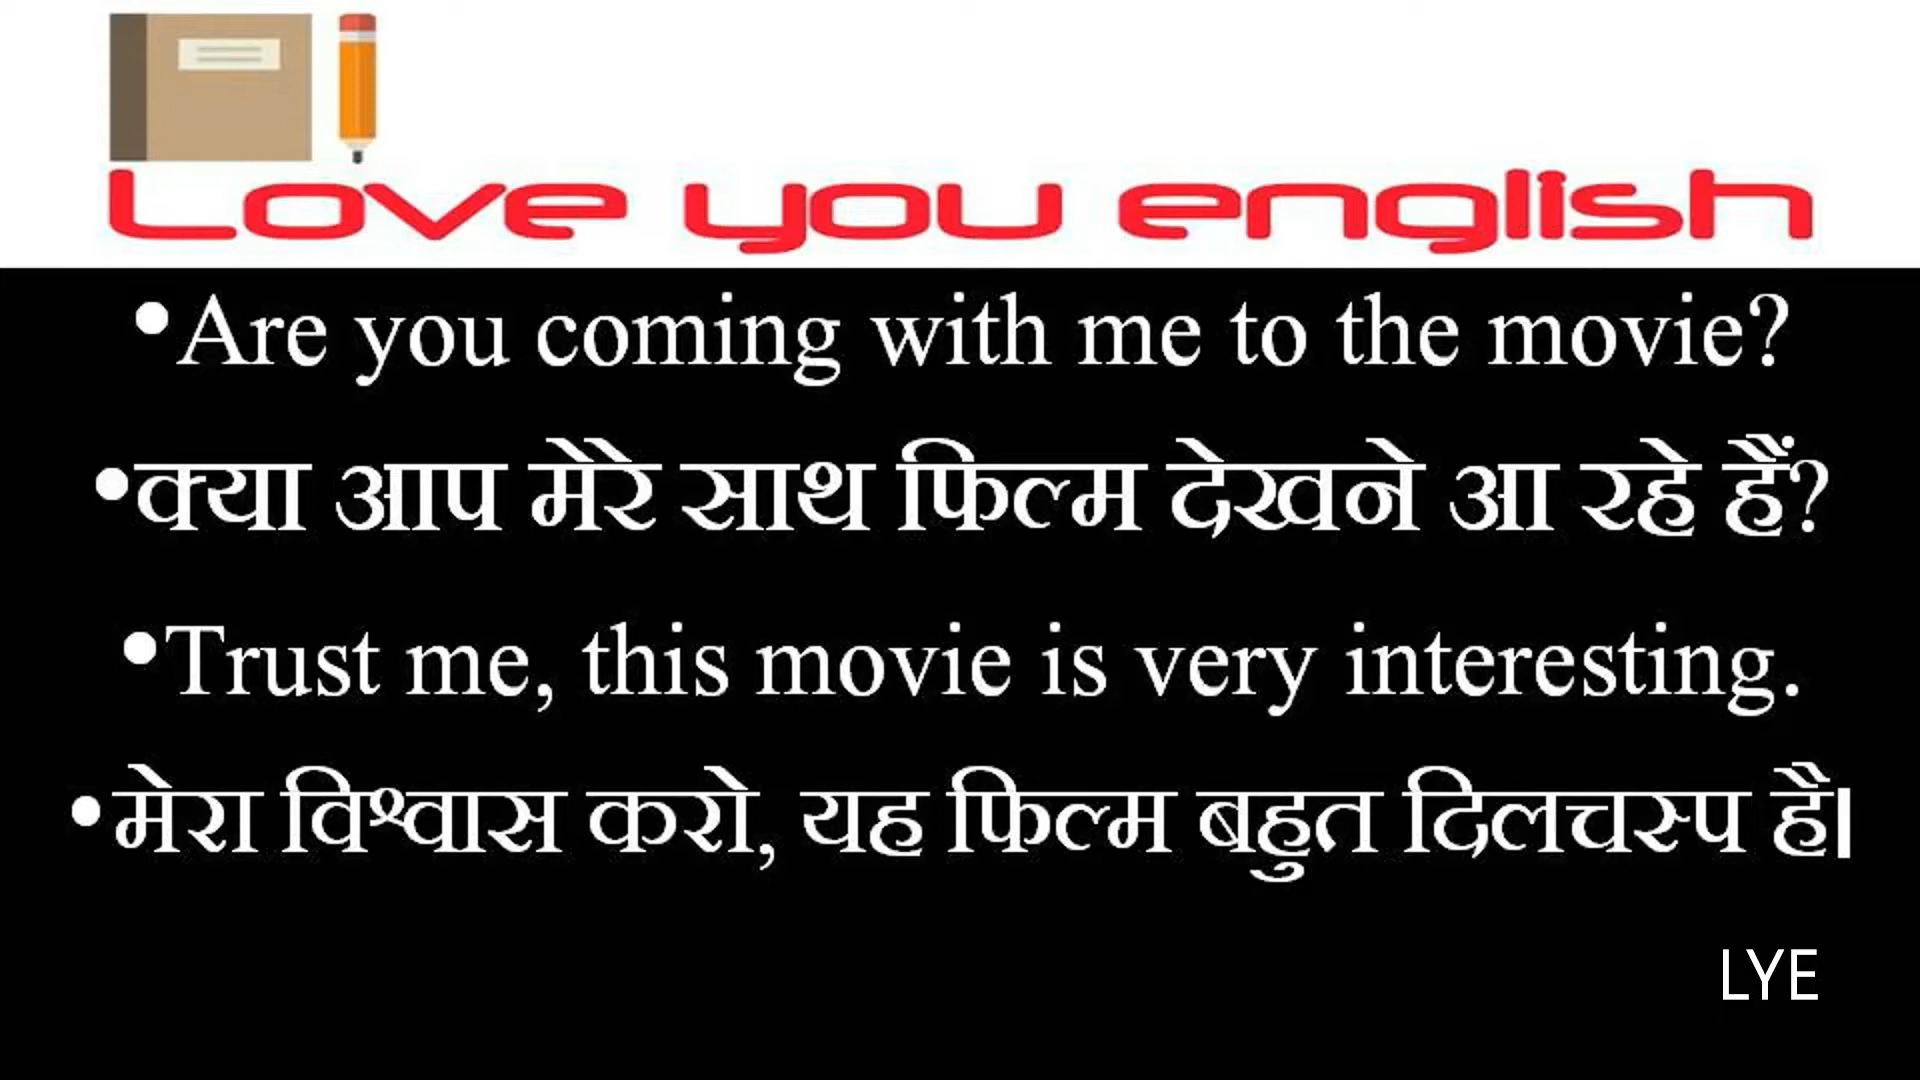 Love you english
•Are you coming with me to the movie?
•क्या आप मेैरे साथ फिल्म देखने आ रहे हैं?
•Trust me, this movie is very interesting.
•मेरा विश्वास करो, यह फिल्म बहुत दिलचस्प है।
LYE